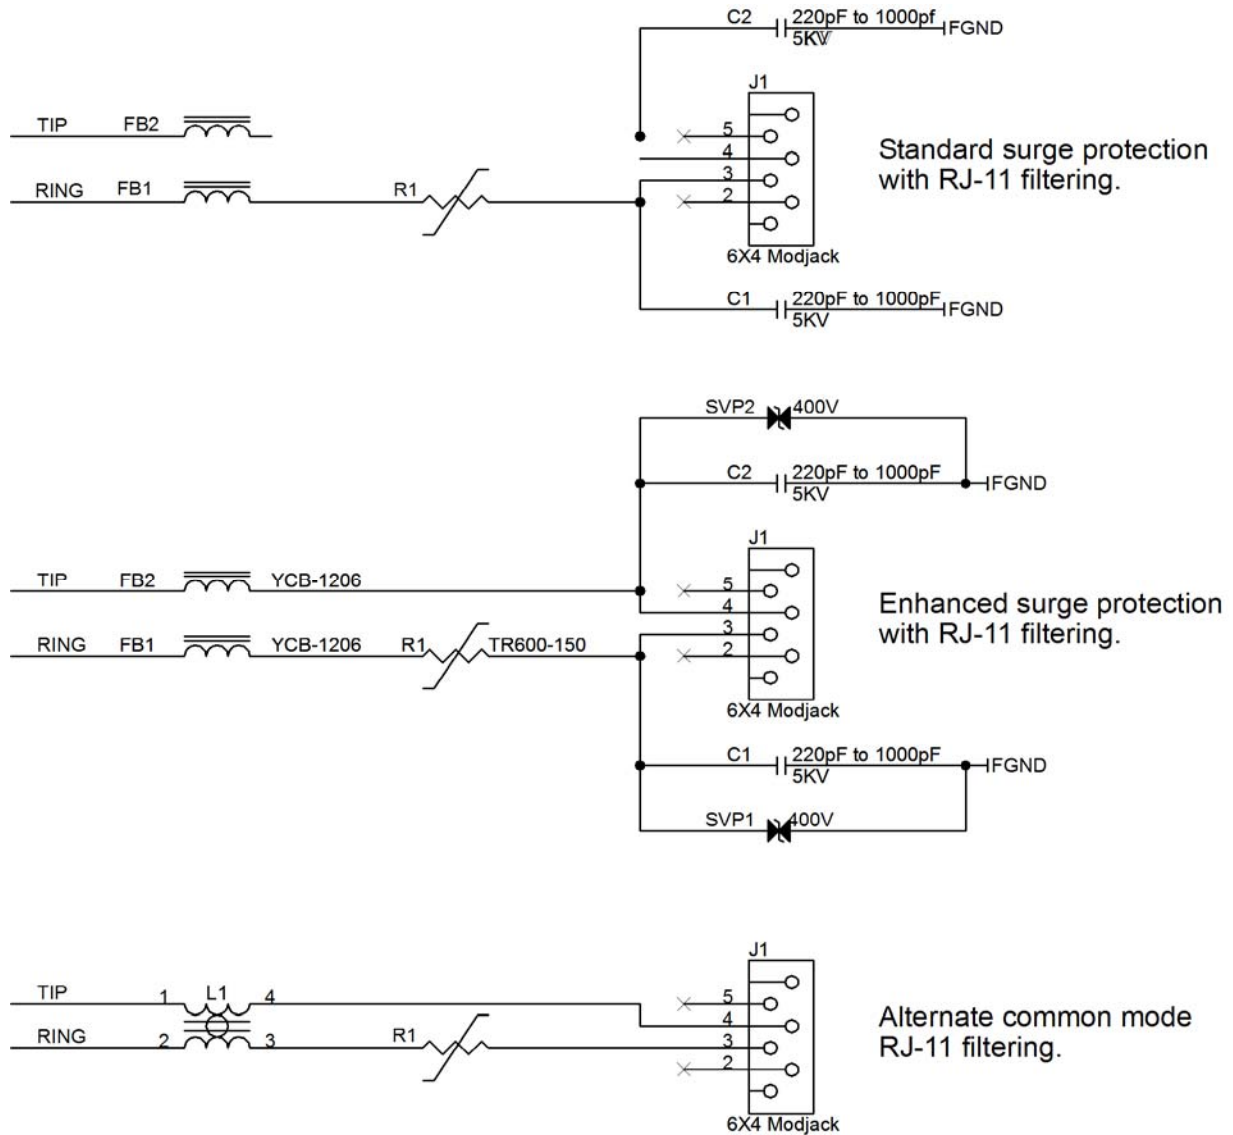 C2 220pF to 1000pf FGND
5KV
J1
TIP FB2
5
4
Standard surge protection
RING FB1 R1 3
with RJ-11 filtering.
2
6X4 Modjack
C1 220pF to 1000pF FGND
5KV
SVP2 400V
C2 220pF to 1000pF FGND
5KV
J1
TIP FB2 YCB-1206 5
4
Enhanced surge protection
3
with RJ-11 filtering.
RING FB1 YCB-1206 R1 TR600-150 2
6X4 Modjack
C1 220pF to 1000pF FGND
5KV
SVP1 400V
J1
TIP 1 L1 4 5
4
Alternate common mode
RING 2 3 R1 3
RJ-11 filtering.
2
6X4 Modjack